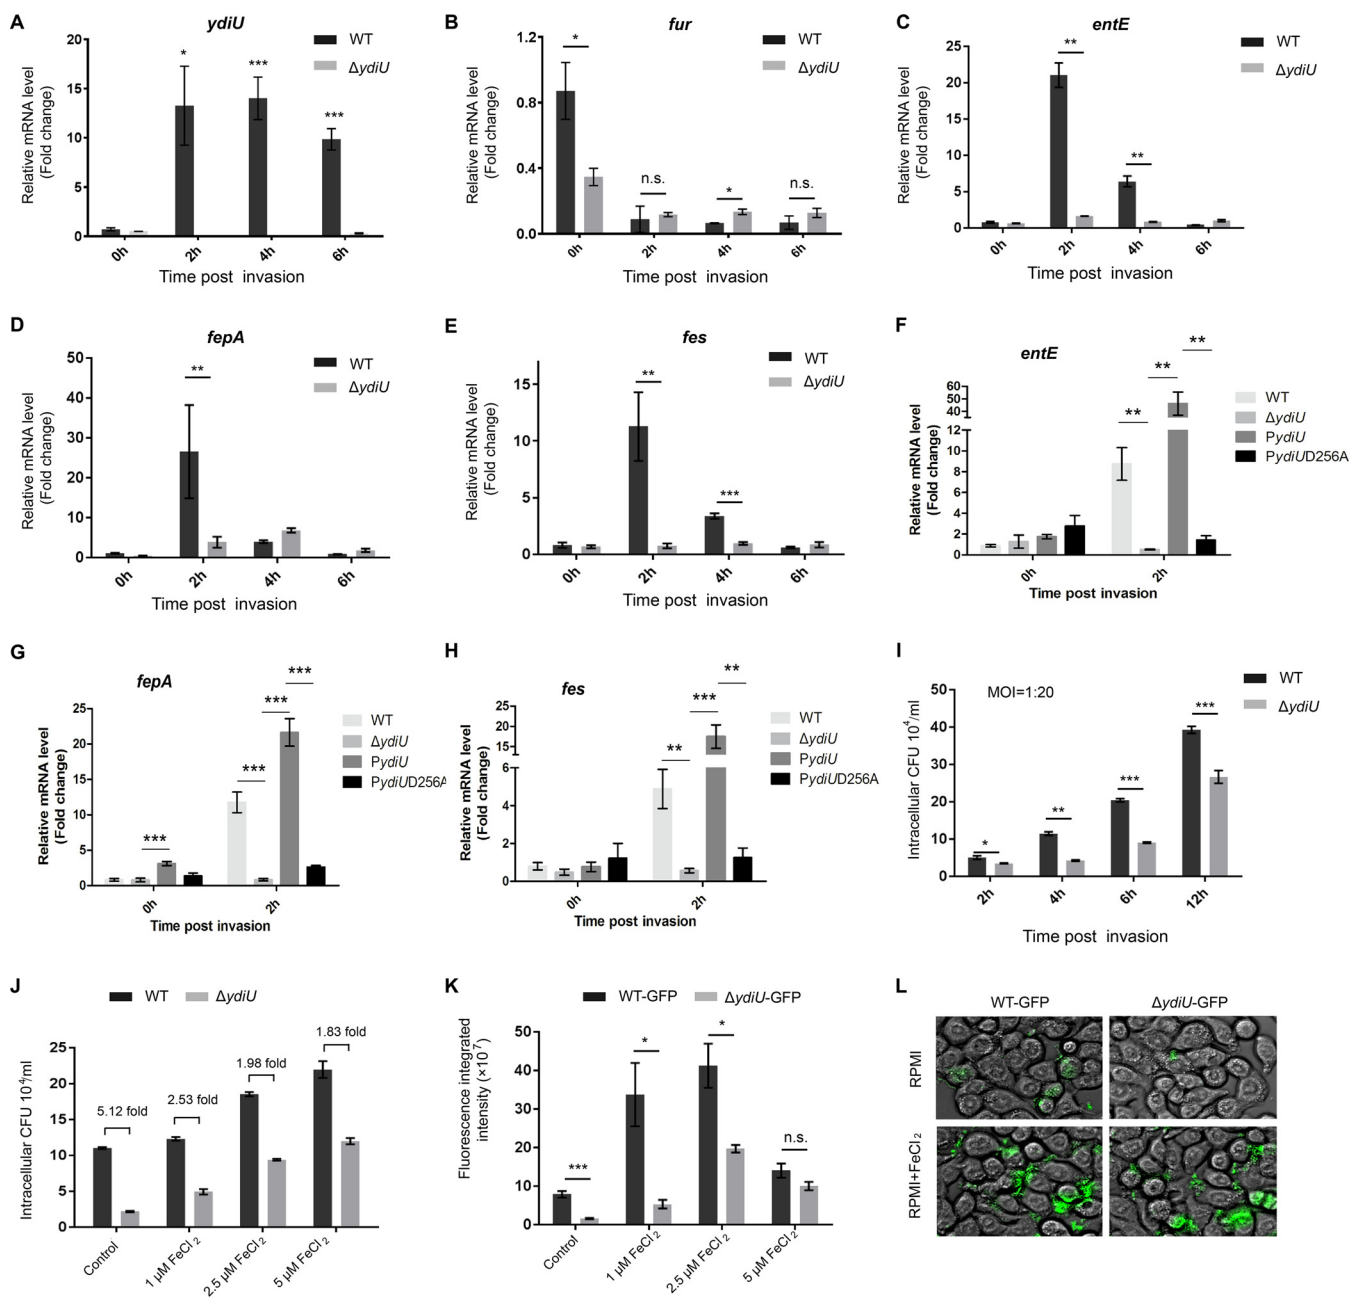 A
ydiU
WT
ΔydiU
Relative mRNA level
(Fold change)
20
15
10
5
0
*
***
***
0h
2h
4h
6h
Time post invasion
B
fur
WT
ΔydiU
Relative mRNA level
(Fold change)
1.2
0.8
0.4
0.0
*
n.s.
*
n.s.
0h
2h
4h
6h
Time post invasion
C
entE
WT
ΔydiU
Relative mRNA level
(Fold change)
25
20
15
10
5
0
**
**
0h
2h
4h
6h
Time post invasion
D
fepA
WT
ΔydiU
Relative mRNA level
(Fold change)
50
40
30
20
10
0
**
0h
2h
4h
6h
Time post invasion
E
fes
WT
ΔydiU
Relative mRNA level
(Fold change)
15
10
5
0
**
***
0h
2h
4h
6h
Time post invasion
F
entE
WT
ΔydiU
PydiU
PydiUD256A
Relative mRNA level
(Fold change)
60
50
40
12
10
8
6
4
2
0
**
**
**
0h
2h
Time post invasion
G
fepA
WT
ΔydiU
PydiU
PydiUD256A
Relative mRNA level
(Fold change)
25
20
15
10
5
0
***
***
***
***
0h
2h
Time post invasion
H
fes
WT
ΔydiU
PydiU
PydiUD256A
Relative mRNA level
(Fold change)
25
20
15
6
4
2
0
**
***
**
0h
2h
Time post invasion
I
MOI=1:20
WT
ΔydiU
Intracellular CFU 10⁴/ml
50
40
30
20
10
0
*
**
***
***
2h
4h
6h
12h
Time post invasion
J
WT
ΔydiU
Intracellular CFU 10⁴/ml
25
20
15
10
5
0
5.12 fold
2.53 fold
1.98 fold
1.83 fold
Control
1 μM FeCl₂
2.5 μM FeCl₂
5 μM FeCl₂
K
WT-GFP
ΔydiU-GFP
Fluorescence integrated
intensity (×10⁷)
50
40
30
20
10
0
***
*
*
n.s.
Control
1 μM FeCl₂
2.5 μM FeCl₂
5 μM FeCl₂
L
WT-GFP
ΔydiU-GFP
RPMI
RPMI+FeCl₂